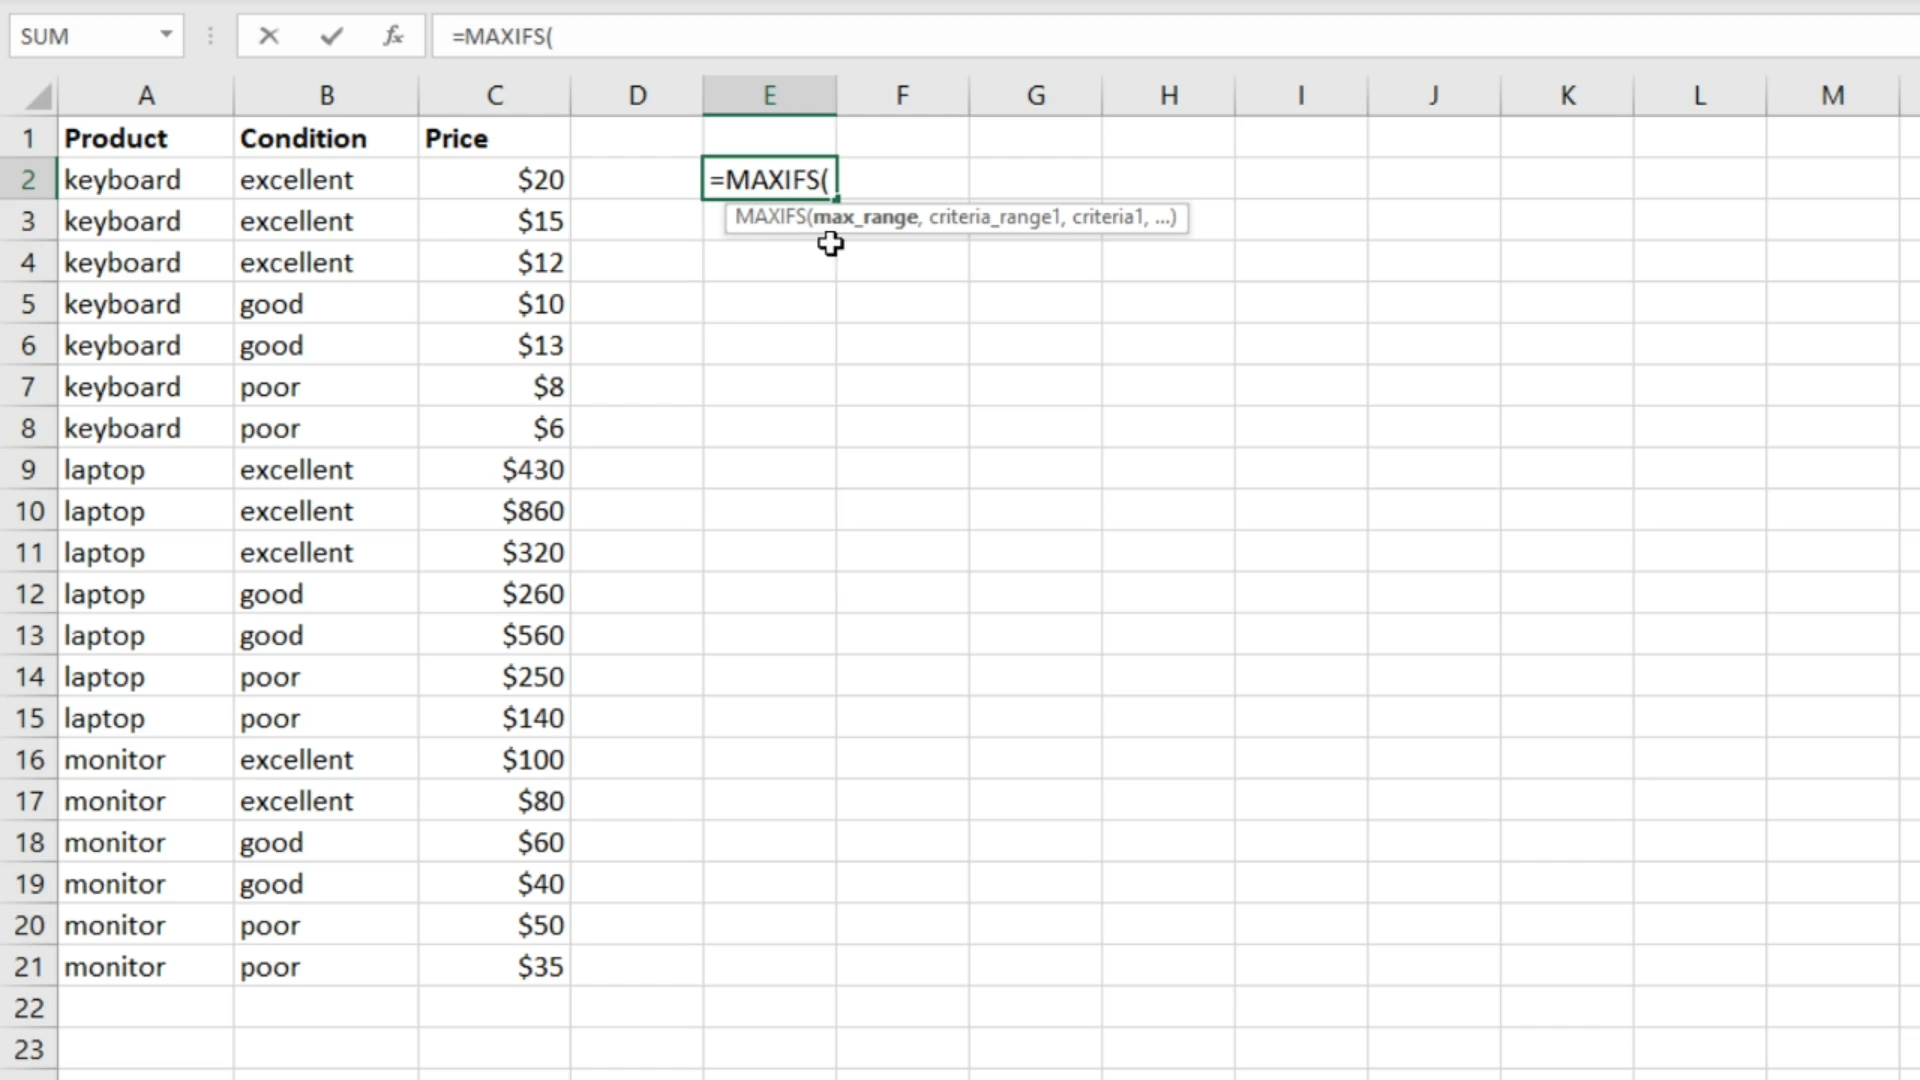 SUM fx =MAXIFS(
A B C D E F G H I J K L M
1 Product Condition Price
2 keyboard excellent $20 =MAXIFS(
MAXIFS(max_range, criteria_range1, criteria1, ...)
3 keyboard excellent $15
4 keyboard excellent $12
5 keyboard good $10
6 keyboard good $13
7 keyboard poor $8
8 keyboard poor $6
9 laptop excellent $430
10 laptop excellent $860
11 laptop excellent $320
12 laptop good $260
13 laptop good $560
14 laptop poor $250
15 laptop poor $140
16 monitor excellent $100
17 monitor excellent $80
18 monitor good $60
19 monitor good $40
20 monitor poor $50
21 monitor poor $35
22
23